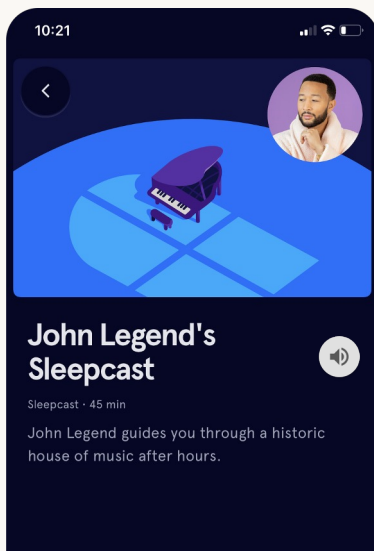 10:21
John Legend's
Sleepcast
Sleepcast · 45 min
John Legend guides you through a historic
house of music after hours.